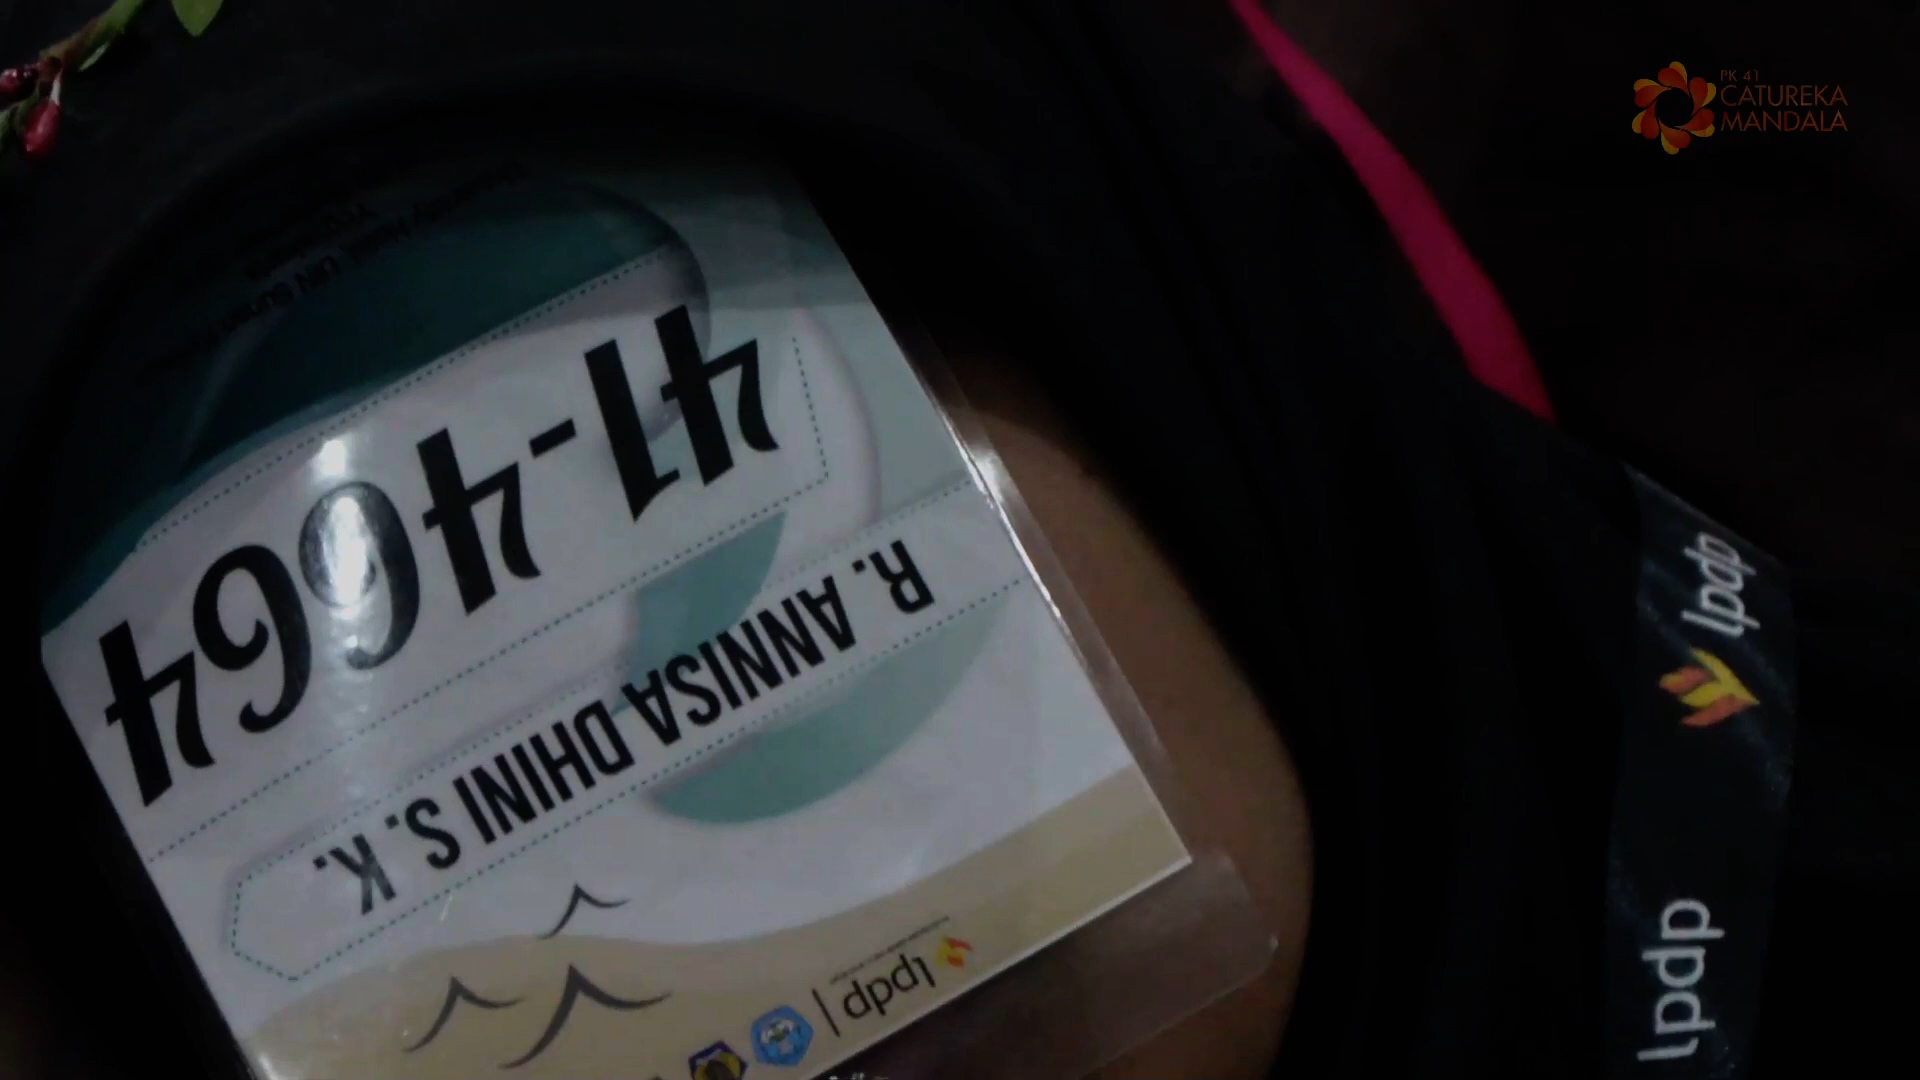 PK 41
CATUREKA
MANDALA
lpdp
R. ANNISA DHINI S. K.
41-4664
lpdp
lpdp